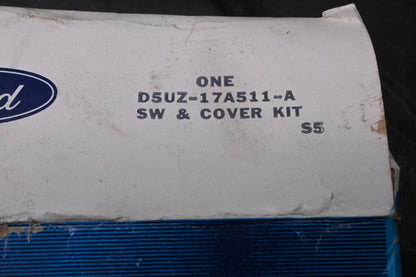 ONE
D5UZ-17A511-A
SW & COVER KIT
S5